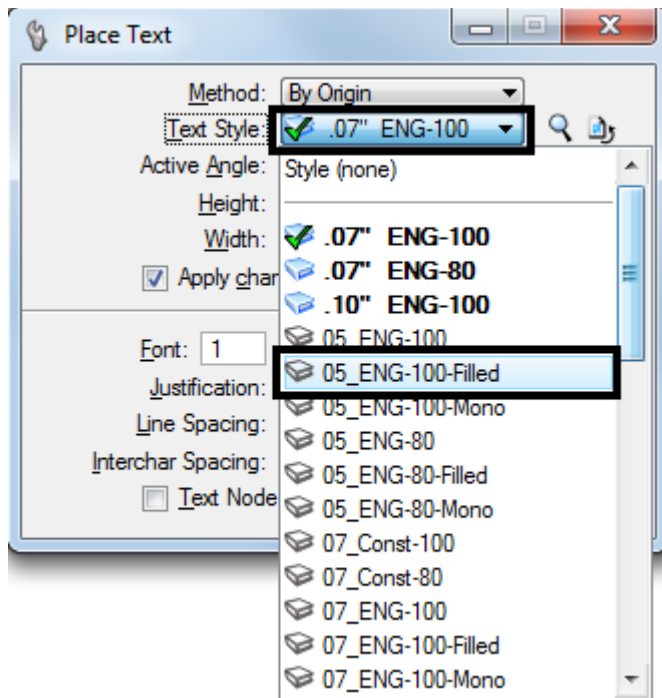 Place Text
Method: By Origin
Text Style: .07" ENG-100
Active Angle:
Height:
Width:
Apply char
Font: 1
Justification:
Line Spacing:
Interchar Spacing:
Text Node
Style (none)
.07" ENG-100
.07" ENG-80
.10" ENG-100
05_ENG-100
05_ENG-100-Filled
05_ENG-100-Mono
05_ENG-80
05_ENG-80-Filled
05_ENG-80-Mono
07_Const-100
07_Const-80
07_ENG-100
07_ENG-100-Filled
07_ENG-100-Mono